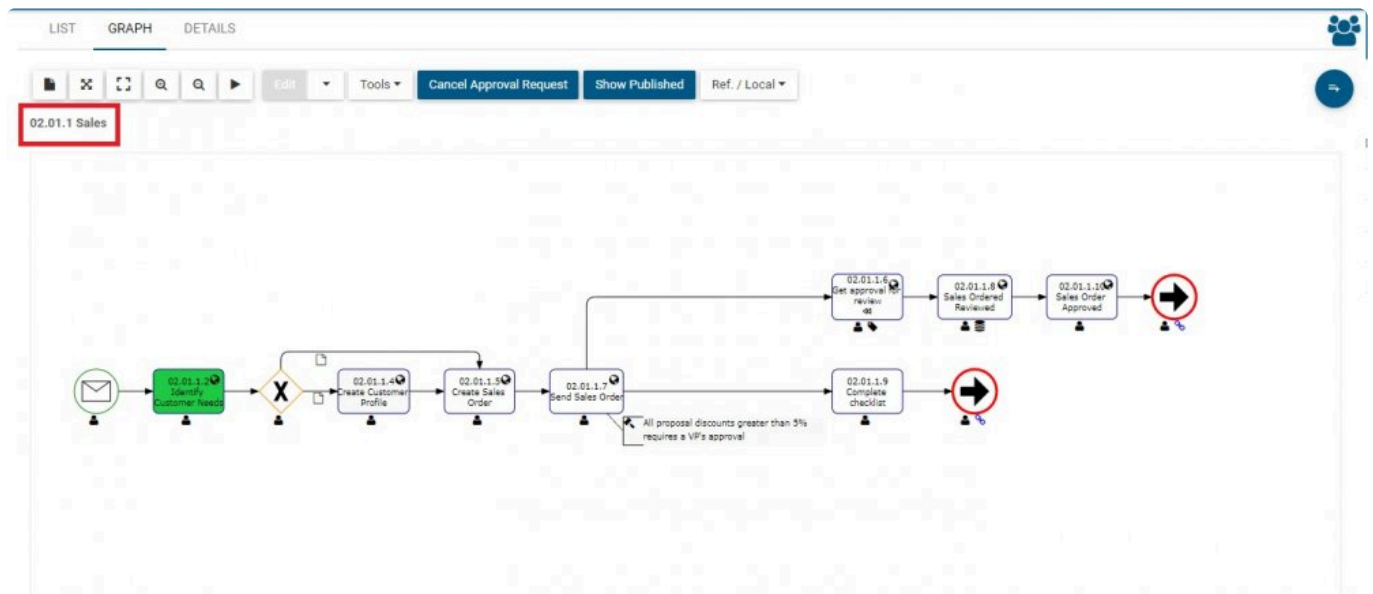 LIST GRAPH DETAILS
Edit Tools Cancel Approval Request Show Published Ref. / Local
02.01.1 Sales
02.01.1.6
Get approval for
review
02.01.1.8
Sales Ordered
Reviewed
02.01.1.10
Sales Order
Approved
02.01.1.2
Identify
Customer Needs
X
02.01.1.4
Create Customer
Profile
02.01.1.5
Create Sales
Order
02.01.1.7
Send Sales Order
02.01.1.9
Complete
checklist
All proposal discounts greater than 5%
requires a VP's approval